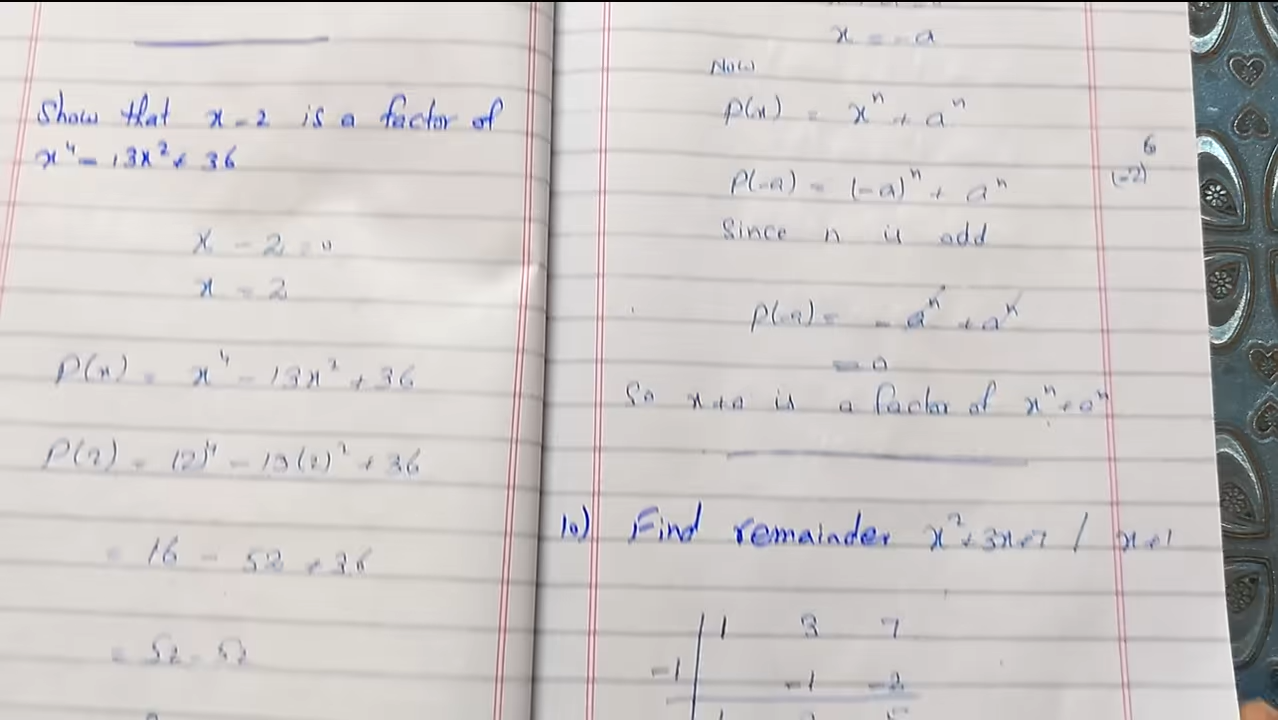 Show that x - 2 is a factor of
x⁴ - 13x² + 36
x - 2 = 0
x = 2
P(x) = x⁴ - 13x² + 36
P(2) = (2)⁴ - 13(2)² + 36
= 16 - 52 + 36
= 52 - 52
x = -a
Now
P(x) = xⁿ + aⁿ
6
(-2)
P(-a) = (-a)ⁿ + aⁿ
Since n is odd
P(-a) = -aⁿ + aⁿ
= 0
So x+a is a factor of xⁿ + aⁿ
10) Find remainder x² + 3x + 7 / x + 1
1 3 7
-1
-1 -2